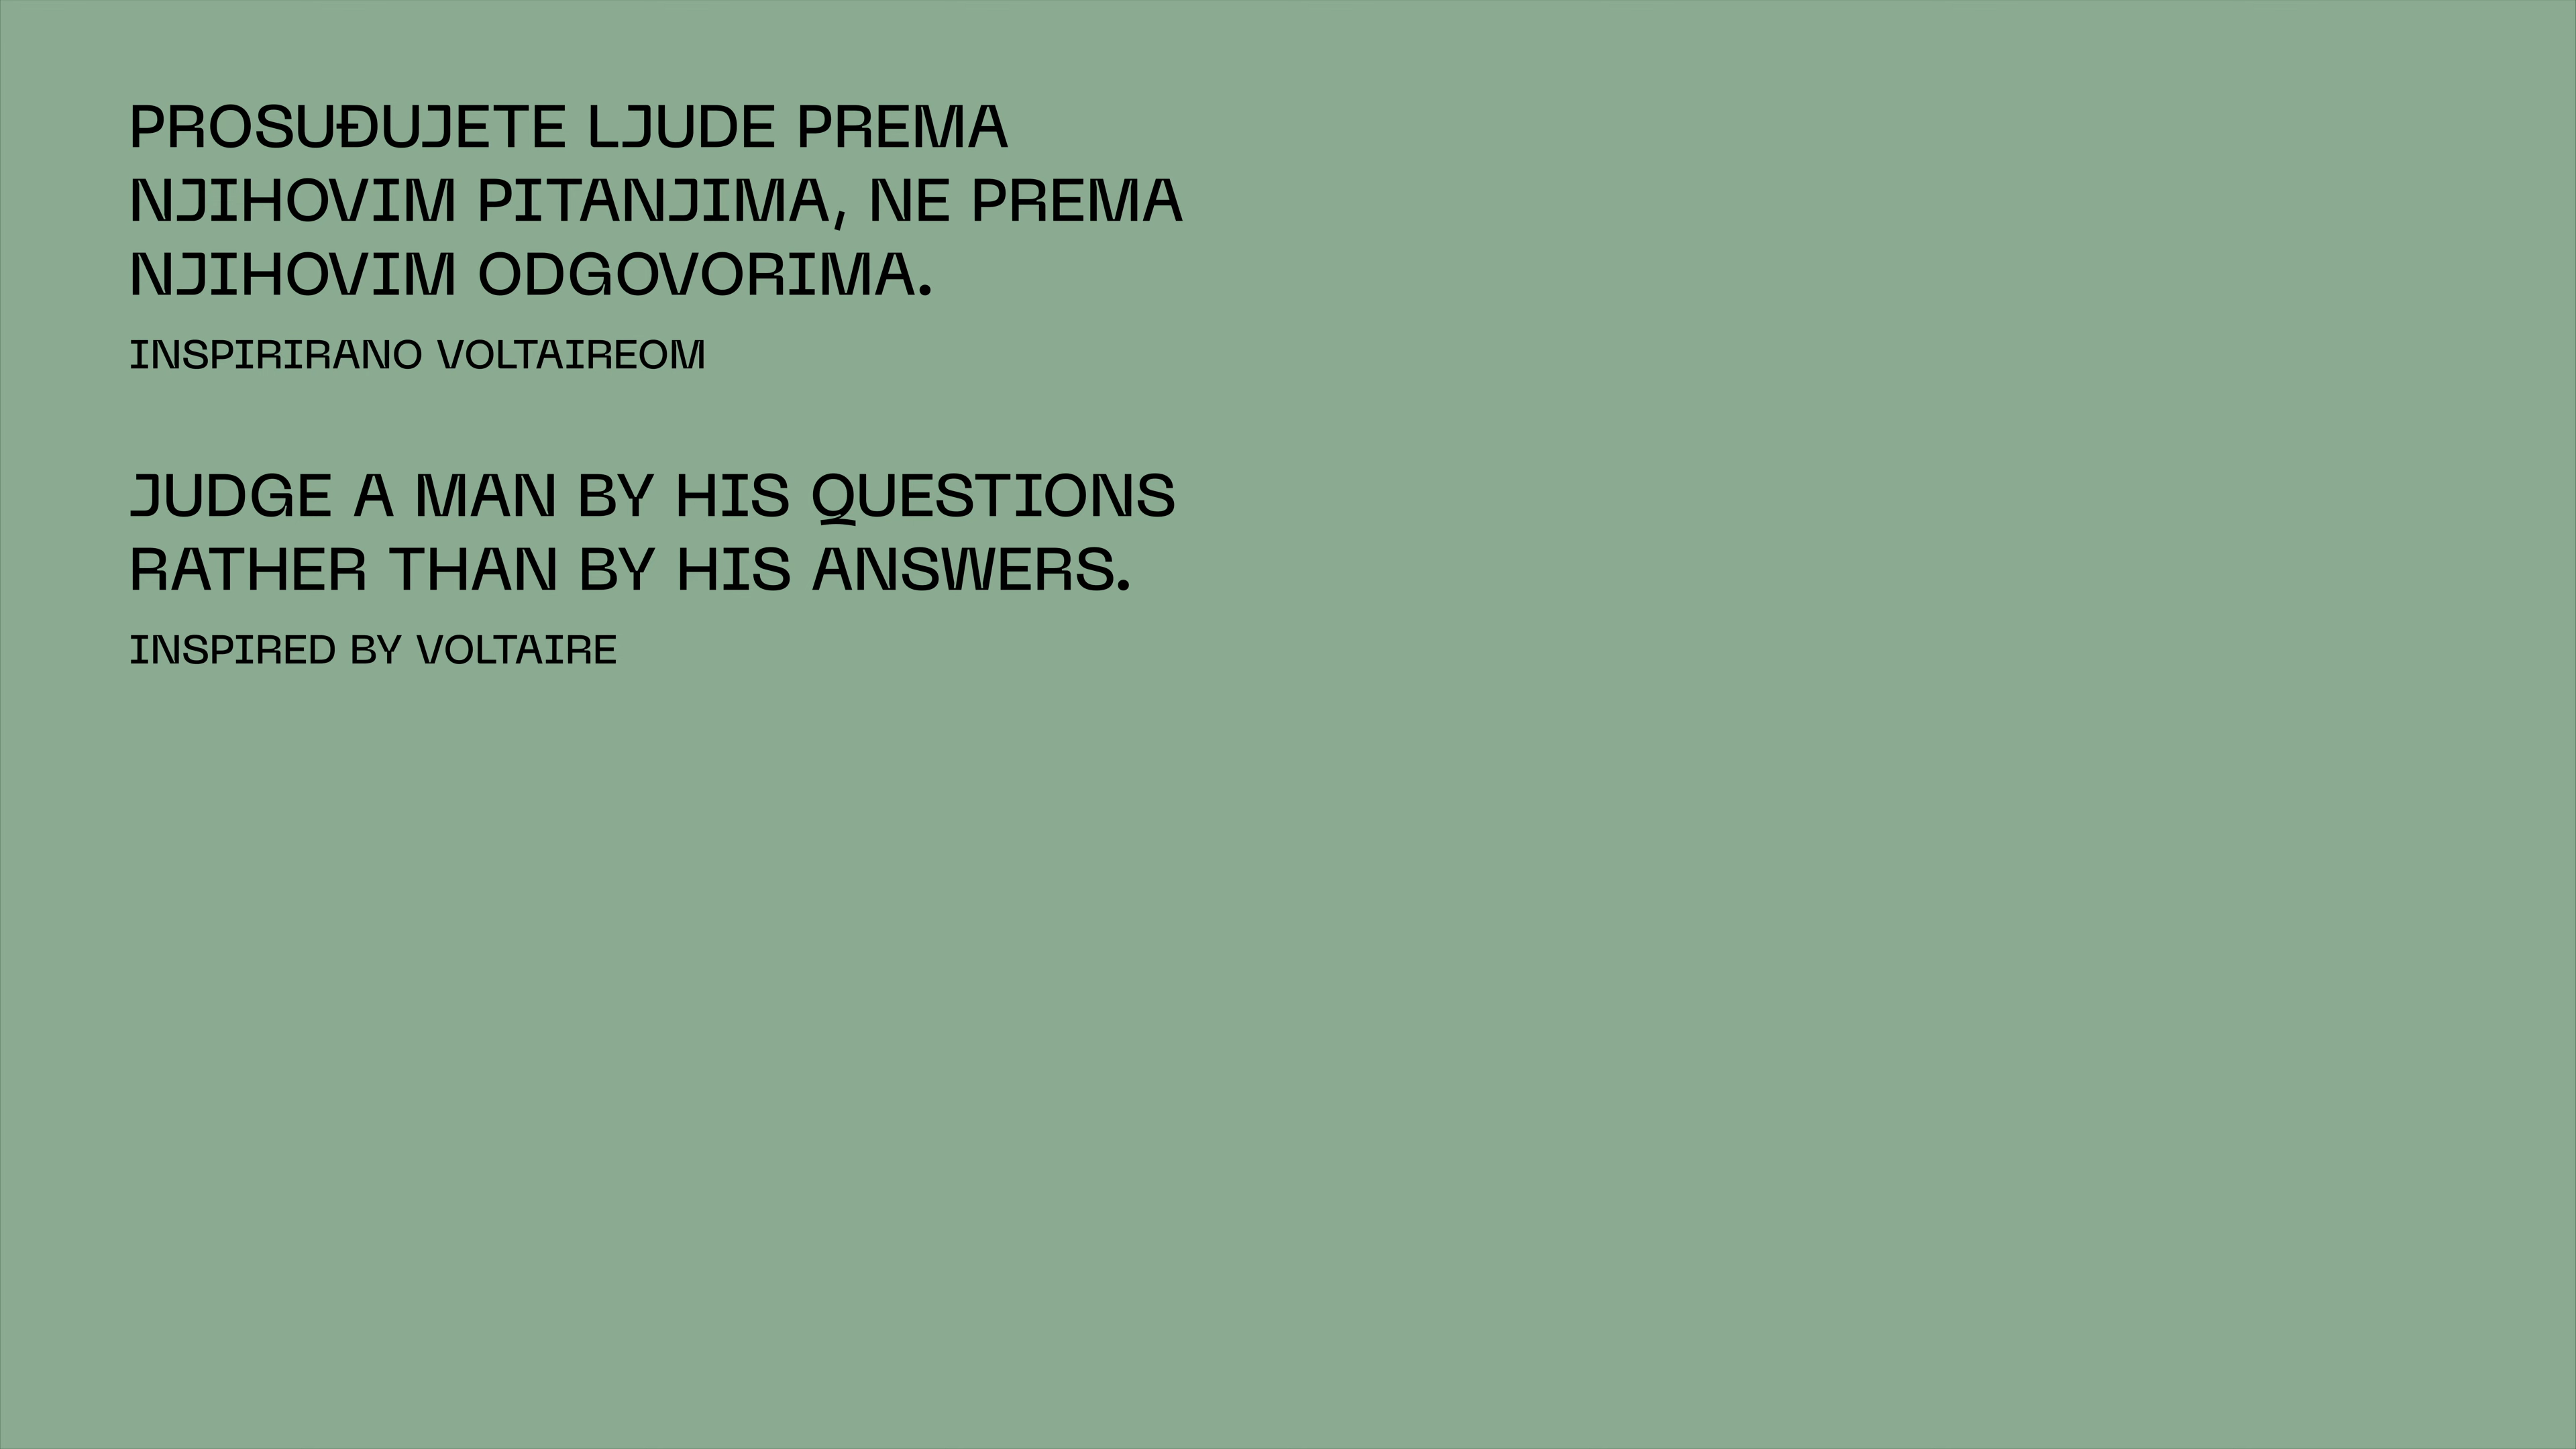 PROSUĐUJETE LJUDE PREMA
NJIHOVIM PITANJIMA, NE PREMA
NJIHOVIM ODGOVORIMA.
INSPIRIRANO VOLTAIREOM
JUDGE A MAN BY HIS QUESTIONS
RATHER THAN BY HIS ANSWERS.
INSPIRED BY VOLTAIRE